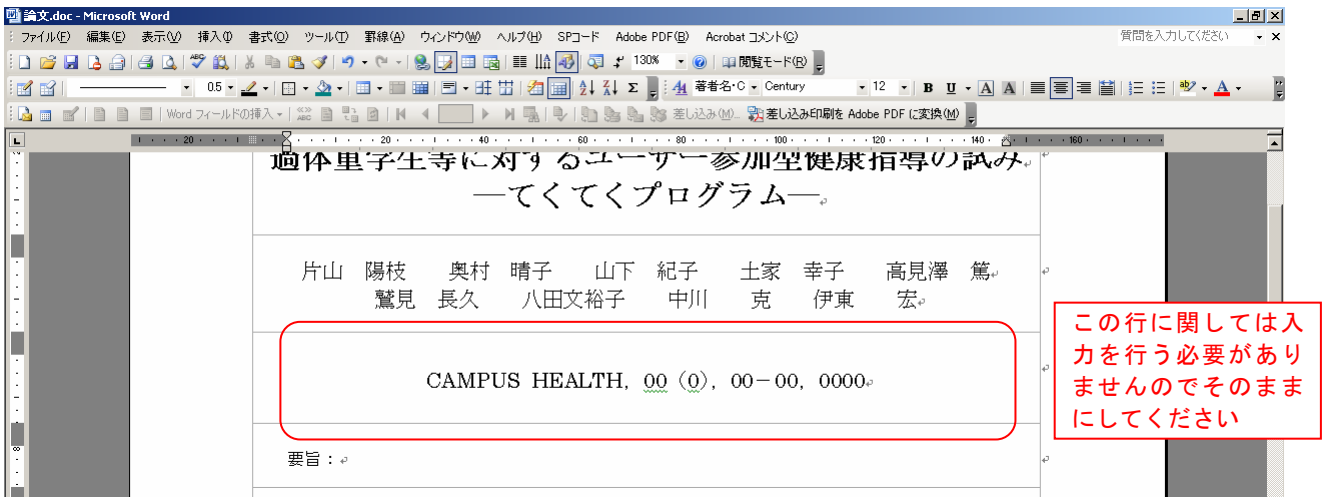 論文.doc - Microsoft Word
ファイル(F) 編集(E) 表示(V) 挿入(I) 書式(O) ツール(T) 罫線(A) ウィンドウ(W) ヘルプ(H) SPコード Adobe PDF(B) Acrobat コメント(C) 質問を入力してください
130% 閲覧モード(R)
0.5 著者名・C Century 12 B U A A
Word フィールドの挿入 差し込み(M)... 差し込み印刷を Adobe PDF に変換(M)
20 20 40 60 80 100 120 140 160
過体重学生等に対するユーザー参加型健康指導の試み
―てくてくプログラム―
片山 陽枝 奥村 晴子 山下 紀子 土家 幸子 高見澤 篤
鷲見 長久 八田文裕子 中川 克 伊東 宏
CAMPUS HEALTH, 00 (0), 00－00, 0000
要旨：
この行に関しては入
力を行う必要があり
ませんのでそのまま
にしてください